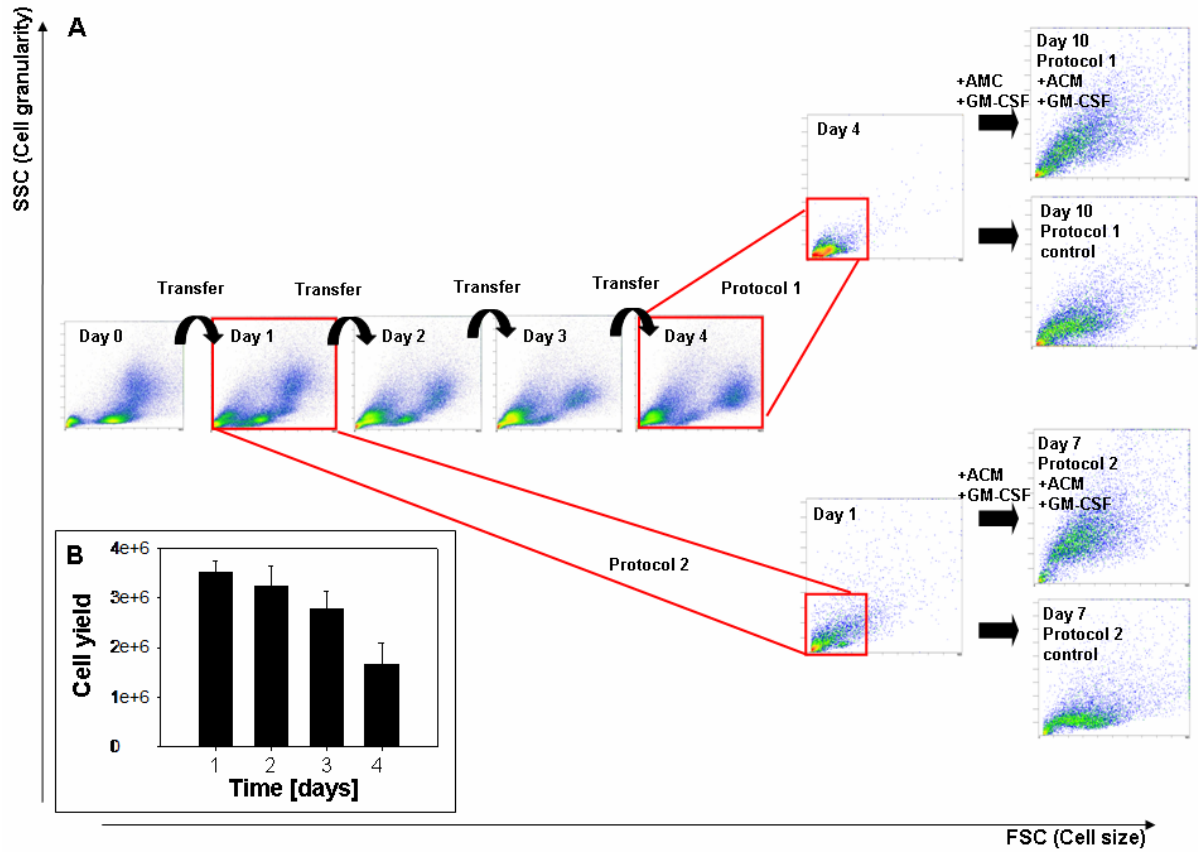 A
SSC (Cell granularity)
Day 10
Protocol 1
+ACM
+GM-CSF
+AMC
+GM-CSF
Day 4
Day 10
Protocol 1
control
Transfer
Transfer
Transfer
Transfer
Protocol 1
Day 0
Day 1
Day 2
Day 3
Day 4
Day 7
Protocol 2
+ACM
+GM-CSF
+ACM
+GM-CSF
Day 1
Protocol 2
Day 7
Protocol 2
control
B
4e+6
3e+6
2e+6
1e+6
0
Cell yield
1 2 3 4
Time [days]
FSC (Cell size)